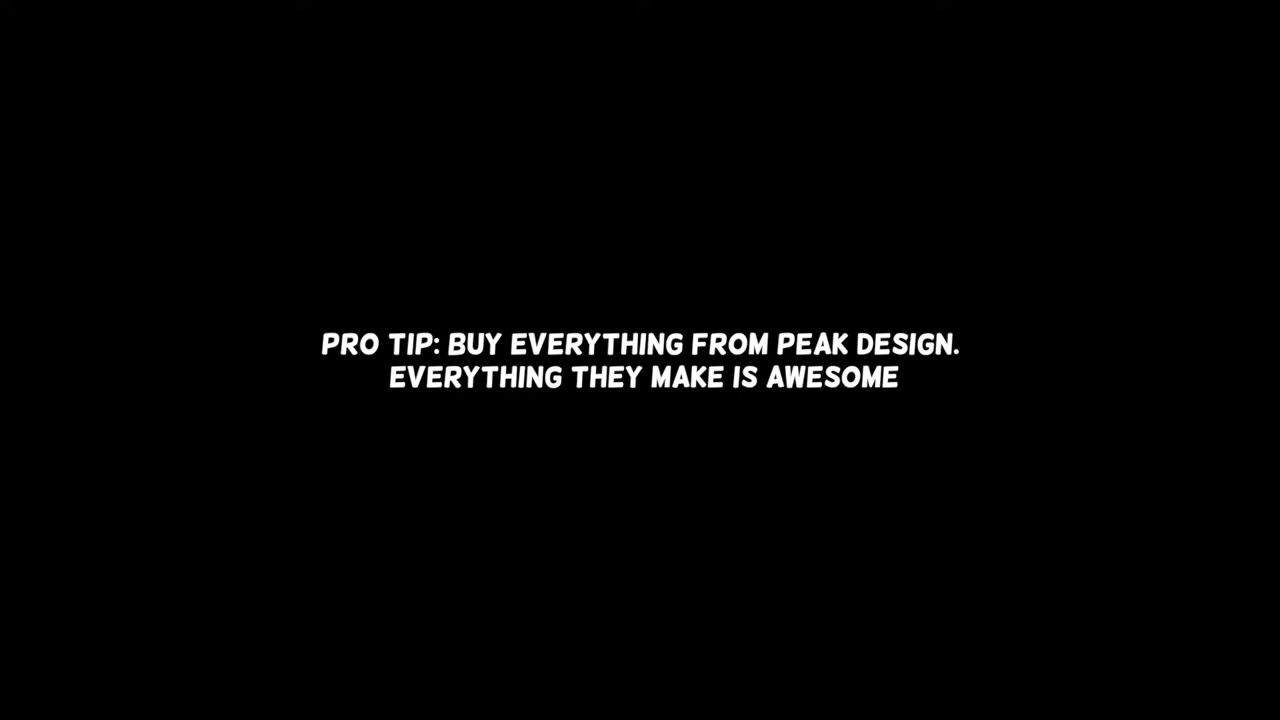 PRO TIP: BUY EVERYTHING FROM PEAK DESIGN.
EVERYTHING THEY MAKE IS AWESOME